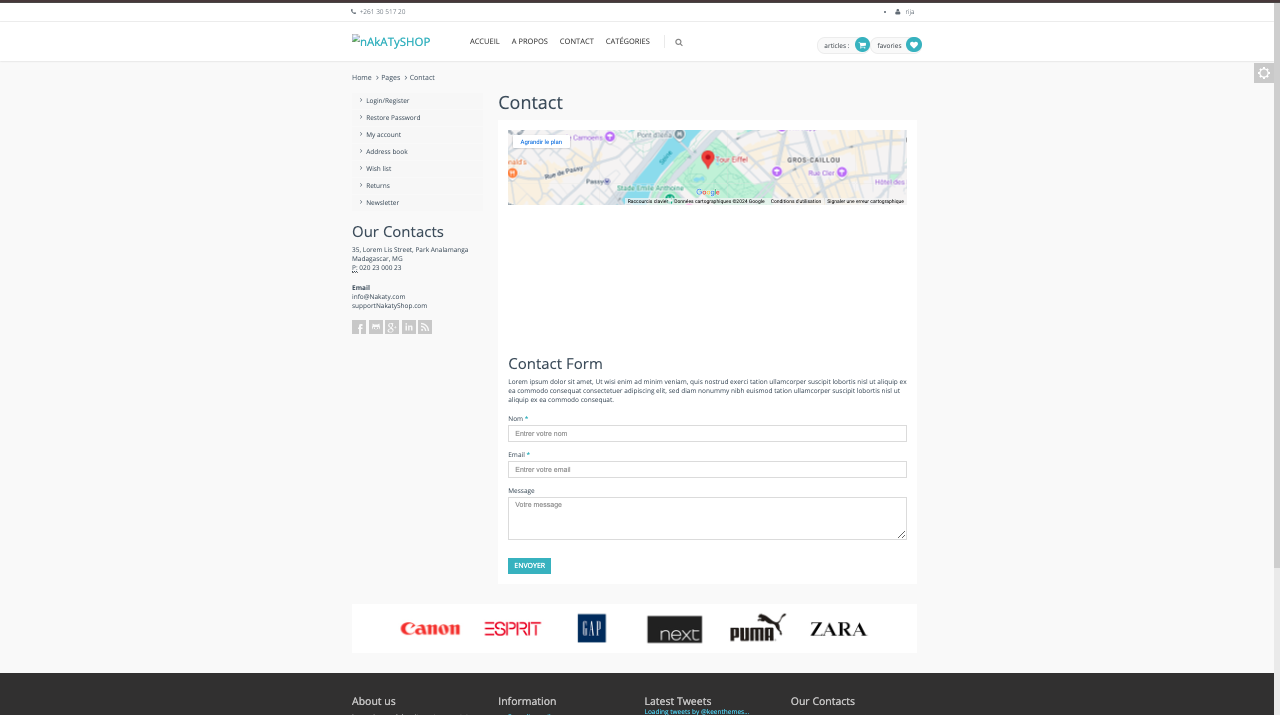 +261 30 517 20
rija
nAkATySHOP
ACCUEIL A PROPOS CONTACT CATÉGORIES
articles :
favories
Home > Pages > Contact
Login/Register
Restore Password
My account
Address book
Wish list
Returns
Newsletter
Our Contacts
35, Lorem Lis Street, Park Analamanga
Madagascar, MG
P: 020 23 000 23
Email
info@Nakaty.com
supportNakatyShop.com
Contact
Agrandir le plan
Camoens
Pont d'Iéna
Seine
Tour Eiffel
GROS-CAILLOU
Rue de Passy
Rue Cler
Passy
Stade Emile Anthoine
Hôtel des
Google
Raccourcis clavier Données cartographiques ©2024 Google Conditions d'utilisation Signaler une erreur cartographique
Contact Form
Lorem ipsum dolor sit amet, Ut wisi enim ad minim veniam, quis nostrud exerci tation ullamcorper suscipit lobortis nisl ut aliquip ex
ea commodo consequat consectetuer adipiscing elit, sed diam nonummy nibh euismod tation ullamcorper suscipit lobortis nisl ut
aliquip ex ea commodo consequat.
Nom *
Entrer votre nom
Email *
Entrer votre email
Message
Votre message
ENVOYER
Canon ESPRIT GAP next PUMA ZARA
About us
Information
Latest Tweets
Loading tweets by @keenthemes...
Our Contacts